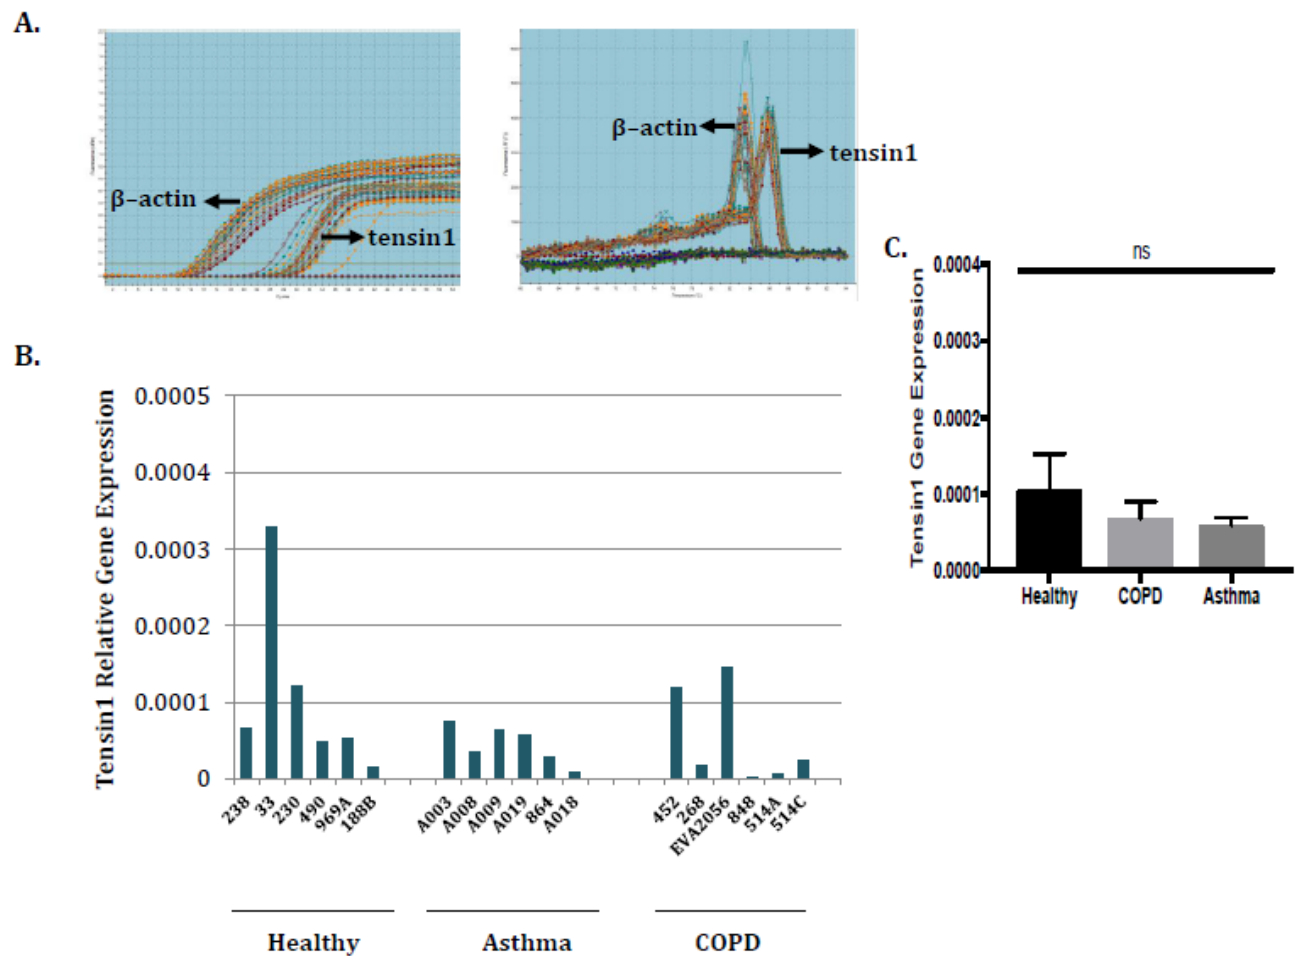 A.
β–actin
tensin1
β–actin
tensin1
B.
Tensin1 Relative Gene Expression
0.0005
0.0004
0.0003
0.0002
0.0001
0
238
33
230
490
969A
188B
A003
A008
A009
A019
864
A018
452
268
EVA2056
848
514A
514C
Healthy
Asthma
COPD
C.
ns
Tensin1 Gene Expression
0.0004
0.0003
0.0002
0.0001
0.0000
Healthy
COPD
Asthma